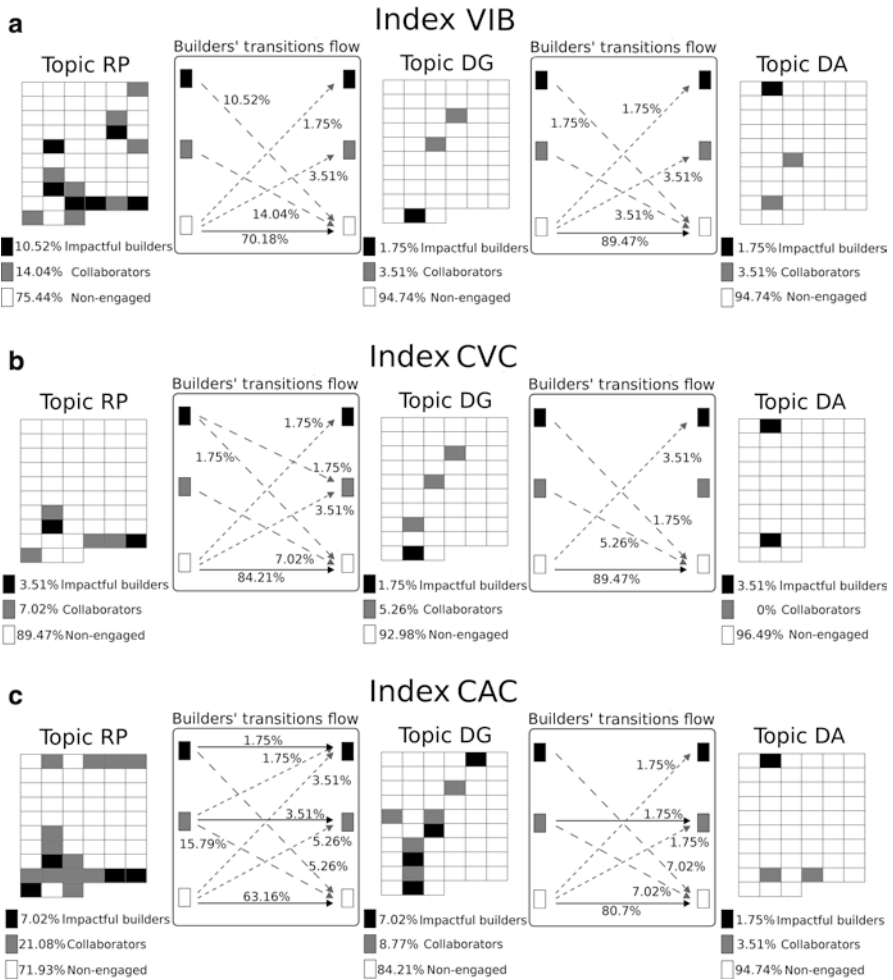 a
Index VIB
Topic RP
Builders' transitions flow
10.52%
1.75%
3.51%
14.04%
70.18%
10.52% Impactful builders
14.04% Collaborators
75.44% Non-engaged
Topic DG
1.75% Impactful builders
3.51% Collaborators
94.74% Non-engaged
Builders' transitions flow
1.75%
1.75%
3.51%
3.51%
89.47%
Topic DA
1.75% Impactful builders
3.51% Collaborators
94.74% Non-engaged
b
Index CVC
Topic RP
Builders' transitions flow
1.75%
1.75%
1.75%
3.51%
7.02%
84.21%
3.51% Impactful builders
7.02% Collaborators
89.47% Non-engaged
Topic DG
1.75% Impactful builders
5.26% Collaborators
92.98% Non-engaged
Builders' transitions flow
3.51%
1.75%
5.26%
89.47%
Topic DA
3.51% Impactful builders
0% Collaborators
96.49% Non-engaged
c
Index CAC
Topic RP
Builders' transitions flow
1.75%
1.75%
3.51%
3.51%
15.79%
5.26%
5.26%
63.16%
7.02% Impactful builders
21.08% Collaborators
71.93% Non-engaged
Topic DG
7.02% Impactful builders
8.77% Collaborators
84.21% Non-engaged
Builders' transitions flow
1.75%
1.75%
1.75%
7.02%
7.02%
80.7%
Topic DA
1.75% Impactful builders
3.51% Collaborators
94.74% Non-engaged